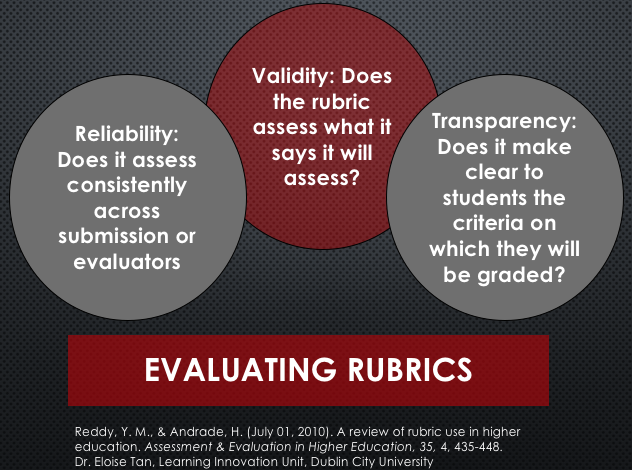 Reliability:
Does it assess
consistently
across
submission or
evaluators
Validity: Does
the rubric
assess what it
says it will
assess?
Transparency:
Does it make
clear to
students the
criteria on
which they will
be graded?
EVALUATING RUBRICS
Reddy, Y. M., & Andrade, H. (July 01, 2010). A review of rubric use in higher
education. Assessment & Evaluation in Higher Education, 35, 4, 435-448.
Dr. Eloise Tan, Learning Innovation Unit, Dublin City University